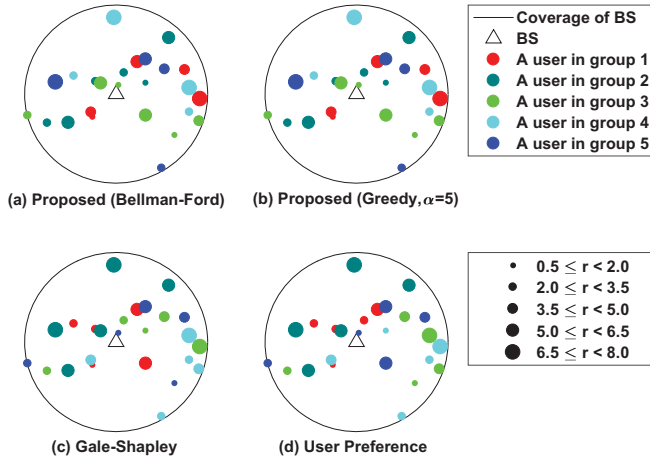 Coverage of BS
BS
A user in group 1
A user in group 2
A user in group 3
A user in group 4
A user in group 5
(a) Proposed (Bellman-Ford)
(b) Proposed (Greedy, α=5)
0.5 ≤ r < 2.0
2.0 ≤ r < 3.5
3.5 ≤ r < 5.0
5.0 ≤ r < 6.5
6.5 ≤ r < 8.0
(c) Gale-Shapley
(d) User Preference